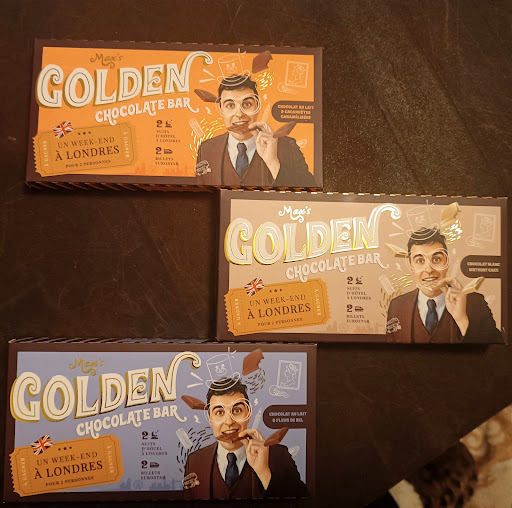 Max's
GOLDEN
CHOCOLATE BAR
CHOCOLAT AU LAIT
& CACAHUÈTES
CARAMÉLISÉES
À GAGNER
UN WEEK-END
À LONDRES
POUR 2 PERSONNES
2
NUITS
D'HÔTEL
À LONDRES
2
BILLETS
EUROSTAR
Max's
GOLDEN
CHOCOLATE BAR
CHOCOLAT BLANC
À GAGNER
UN WEEK-END
À LONDRES
POUR 2 PERSONNES
2
NUITS
D'HÔTEL
À LONDRES
2
BILLETS
EUROSTAR
Max's
GOLDEN
CHOCOLATE BAR
CHOCOLAT AU LAIT
& FLEUR DE SEL
À GAGNER
UN WEEK-END
À LONDRES
POUR 2 PERSONNES
2
NUITS
D'HÔTEL
À LONDRES
2
BILLETS
EUROSTAR